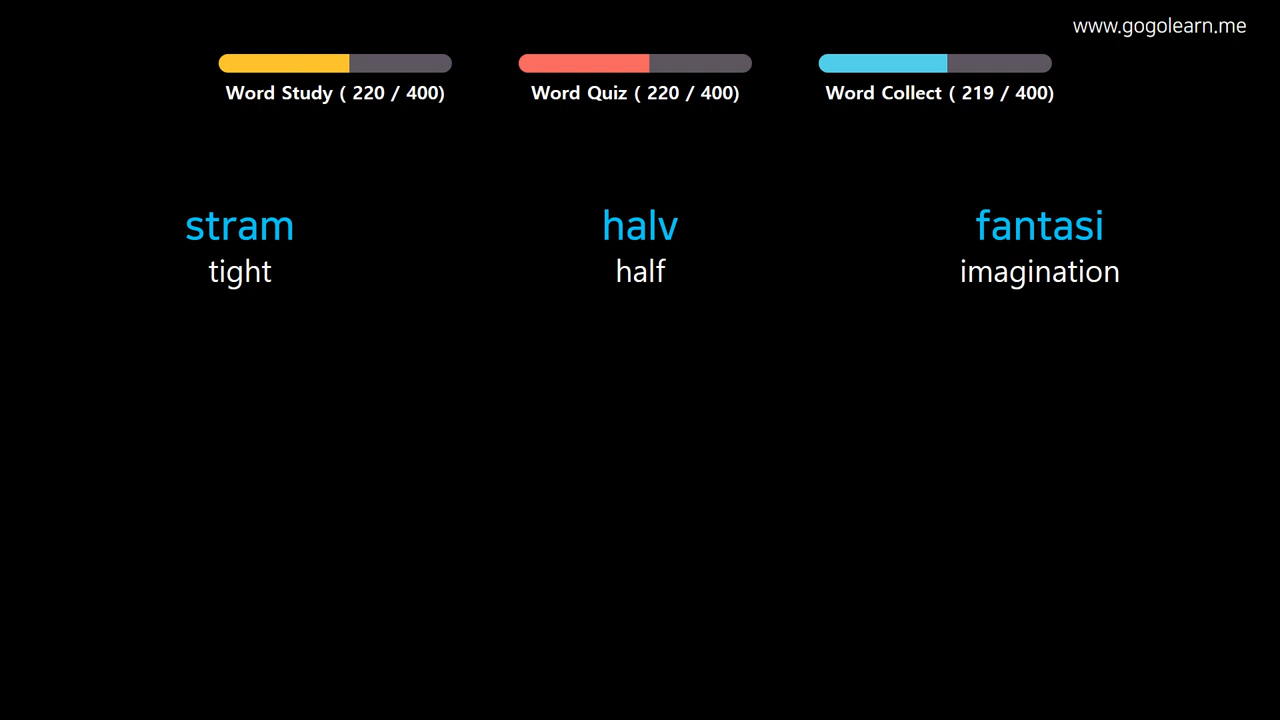 www.gogolearn.me
Word Study ( 220 / 400)
Word Quiz ( 220 / 400)
Word Collect ( 219 / 400)
stram
tight
halv
half
fantasi
imagination